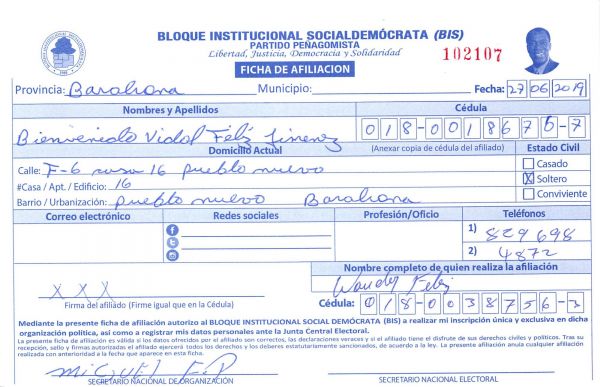 BLOQUE INSTITUCIONAL SOCIALDEMÓCRATA (BIS)
PARTIDO PEÑAGOMISTA
Libertad, Justicia, Democracia y Solidaridad
102107
FICHA DE AFILIACION
Provincia: Barahona Municipio: Fecha: 27 06 2019
Nombres y Apellidos Cédula
Bienvenido Vidal Féliz Jimenez 018-0018676-7
Domicilio Actual (Anexar copia de cédula del afiliado) Estado Civil
Calle: F-6 casa 16 pueblo nuevo Casado
#Casa / Apt. / Edificio: 16 X Soltero
Barrio / Urbanización: pueblo nuevo Barahona Conviviente
Correo electrónico Redes sociales Profesión/Oficio Teléfonos
1) 829 698
2) 4872
Nombre completo de quien realiza la afiliación
X X X Wandy Feliz
Firma del afiliado (Firme igual que en la Cédula) Cédula: 018-0038756-3
Mediante la presente ficha de afiliación autorizo al BLOQUE INSTITUCIONAL SOCIALDEMÓCRATA (BIS) a realizar mi inscripción única y exclusiva en dicha
organización política, así como a registrar mis datos personales ante la Junta Central Electoral.
La presente ficha de afiliación es válida si los datos ofrecidos por el afiliado son correctos, las declaraciones veraces y si el afiliado tiene el disfrute de sus derechos civiles y políticos. Tras su
recepción, sello y firmas autorizadas el afiliado ejercerá todos los derechos y los deberes estatutariamente sancionados, de acuerdo a la ley. La presente afiliación anula cualquier afiliación
realizada con anterioridad a la fecha que aparece en esta ficha.
SECRETARIO NACIONAL DE ORGANIZACIÓN SECRETARIO NACIONAL ELECTORAL